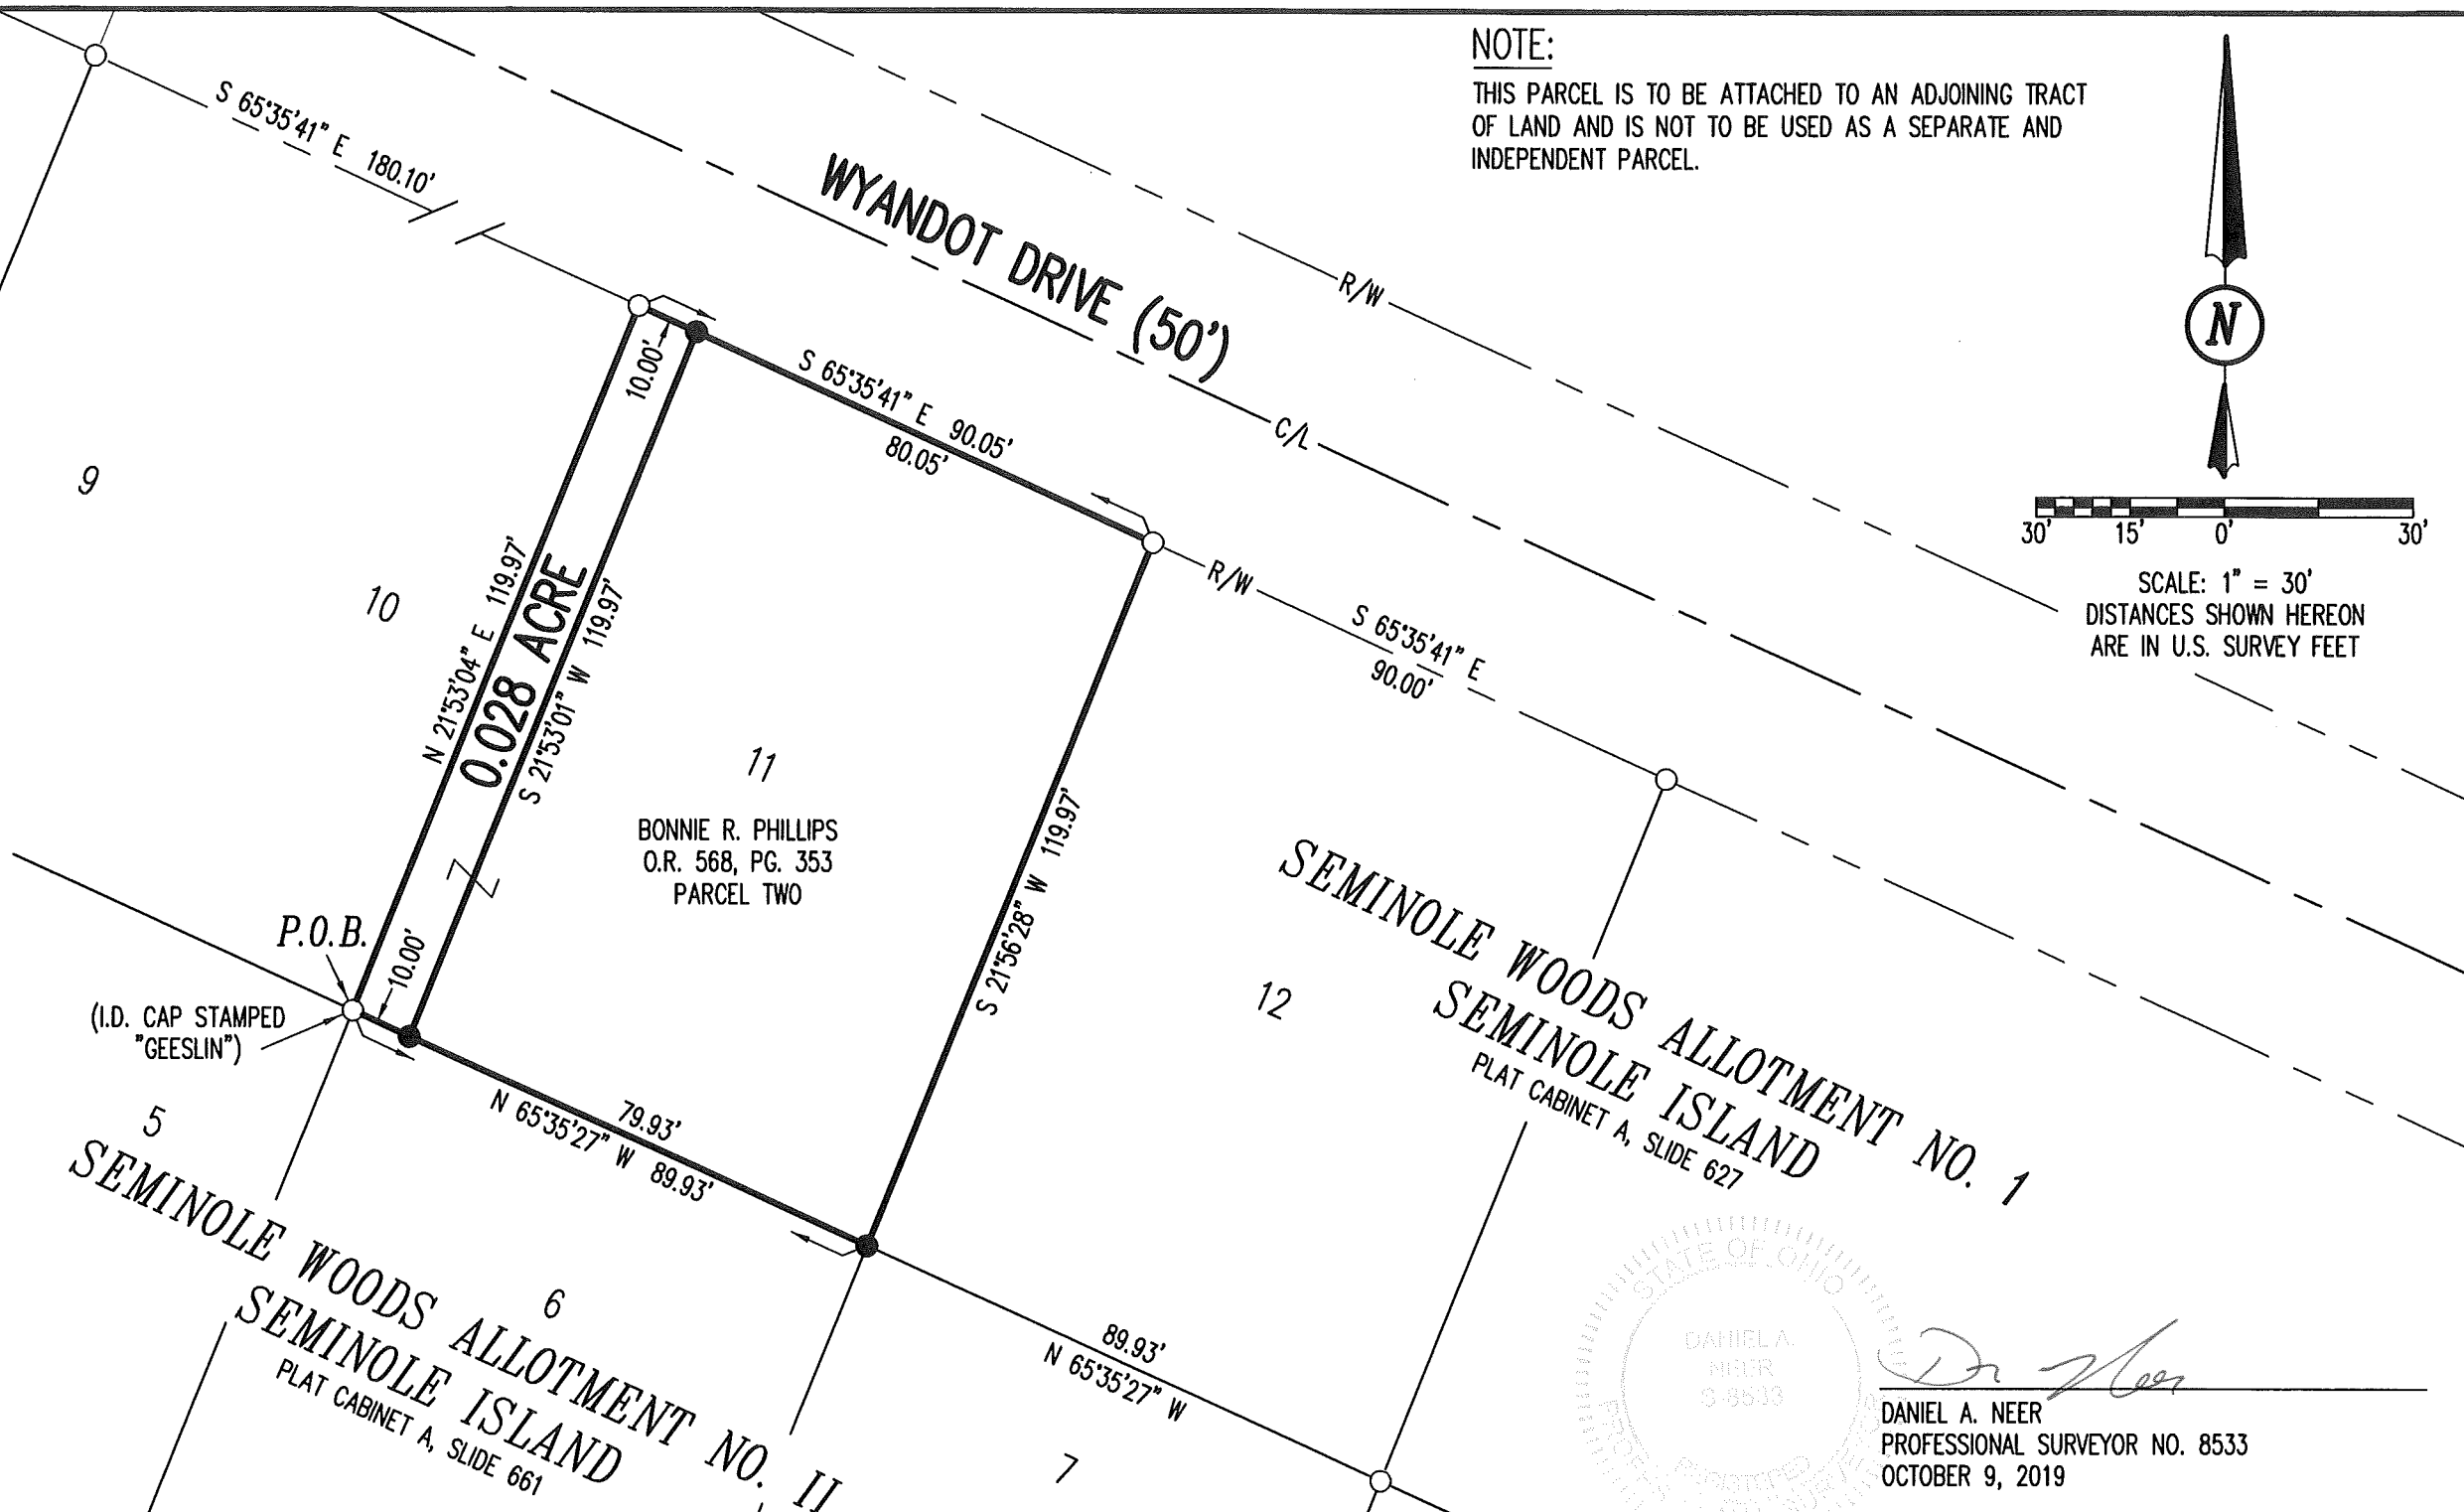 NOTE:
THIS PARCEL IS TO BE ATTACHED TO AN ADJOINING TRACT
OF LAND AND IS NOT TO BE USED AS A SEPARATE AND
INDEPENDENT PARCEL.
S 65°35'41" E 180.10'
WYANDOT DRIVE (50')
R/W
C/L
N
30' 15' 0' 30'
SCALE: 1" = 30'
DISTANCES SHOWN HEREON
ARE IN U.S. SURVEY FEET
10.00'
S 65°35'41" E 90.05'
80.05'
R/W
S 65°35'41" E
90.00'
9
10
N 21°53'04" E 119.97'
0.028 ACRE
S 21°53'01" W 119.97'
11
BONNIE R. PHILLIPS
O.R. 568, PG. 353
PARCEL TWO
S 21°56'28" W 119.97'
12
P.O.B.
10.00'
(I.D. CAP STAMPED
"GEESLIN")
79.93'
N 65°35'27" W 89.93'
SEMINOLE WOODS ALLOTMENT NO. 1
SEMINOLE ISLAND
PLAT CABINET A, SLIDE 627
5
6
SEMINOLE WOODS ALLOTMENT NO. II
SEMINOLE ISLAND
PLAT CABINET A, SLIDE 661
89.93'
N 65°35'27" W
7
STATE OF OHIO
DANIEL A.
NEER
S-8533
DANIEL A. NEER
PROFESSIONAL SURVEYOR NO. 8533
OCTOBER 9, 2019